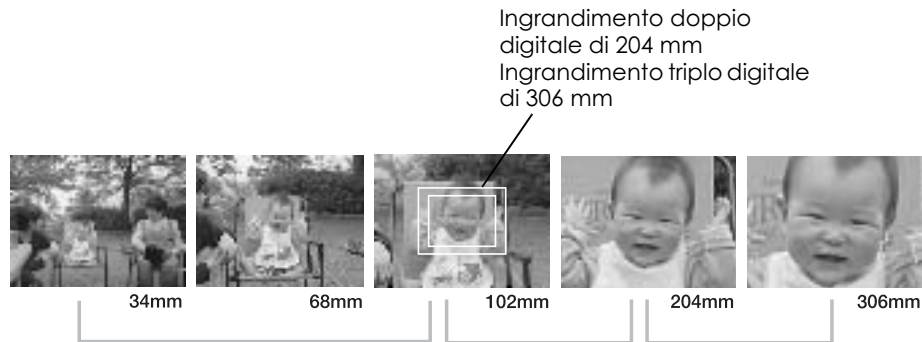 Ingrandimento doppio
digitale di 204 mm
Ingrandimento triplo digitale
di 306 mm
34mm
68mm
102mm
204mm
306mm